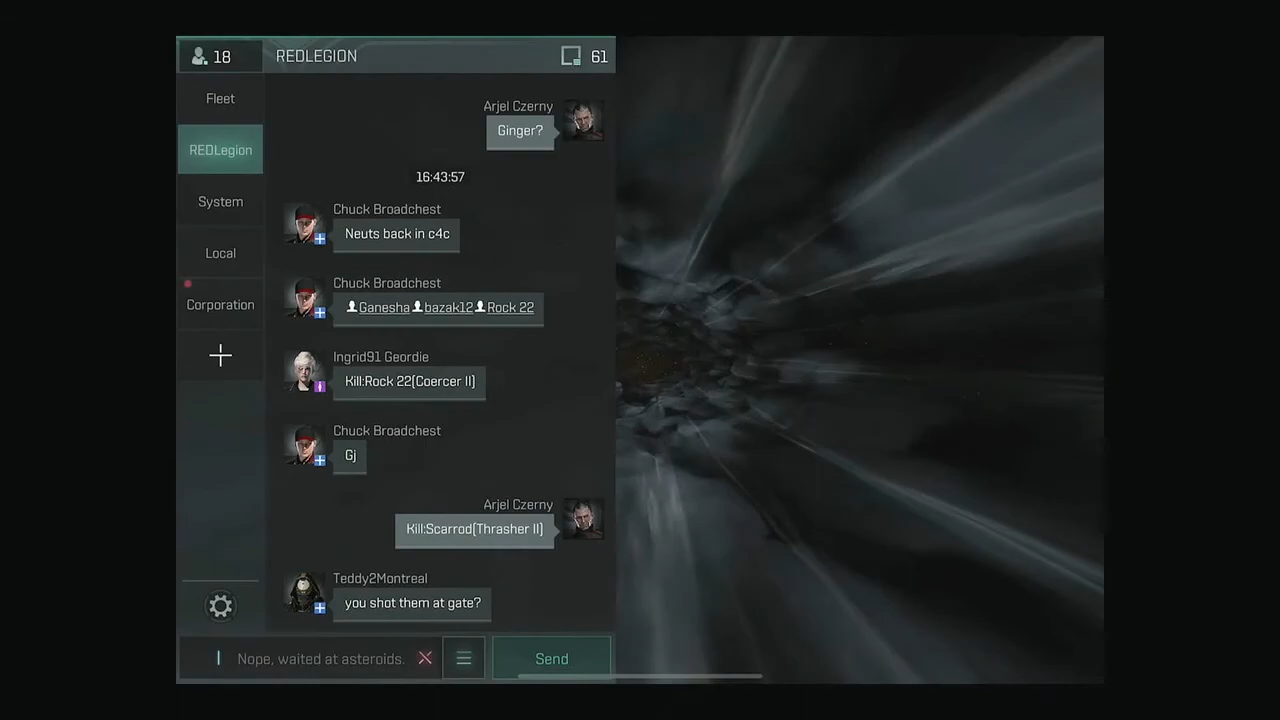 18
REDLEGION
61
Fleet
REDLegion
System
Local
Corporation
Arjel Czerny
Ginger?
16:43:57
Chuck Broadchest
Neuts back in c4c
Chuck Broadchest
Ganesha bazak12 Rock 22
Ingrid91 Geordie
Kill:Rock 22(Coercer II)
Chuck Broadchest
Gj
Arjel Czerny
Kill:Scarrod(Thrasher II)
Teddy2Montreal
you shot them at gate?
Nope, waited at asteroids.
Send